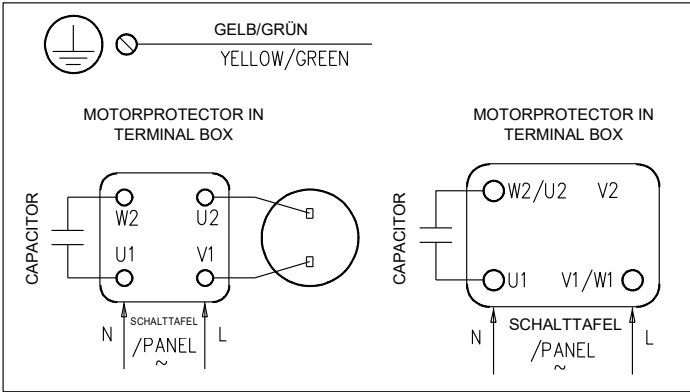 GELB/GRÜN
YELLOW/GREEN
MOTORPROTECTOR IN
TERMINAL BOX
CAPACITOR
W2
U2
U1
V1
N
SCHALTTAFEL
/PANEL
~
L
MOTORPROTECTOR IN
TERMINAL BOX
CAPACITOR
W2/U2
V2
U1
V1/W1
N
SCHALTTAFEL
/PANEL
~
L